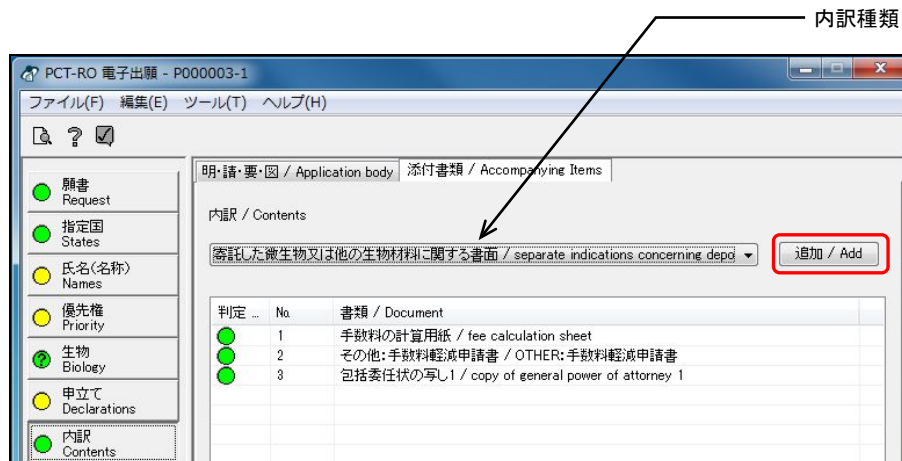 内訳種類
PCT-RO 電子出願 - P000003-1
ファイル(F) 編集(E) ツール(T) ヘルプ(H)
明・請・要・図 / Application body 添付書類 / Accompanying Items
願書
Request
指定国
States
氏名(名称)
Names
優先権
Priority
生物
Biology
申立て
Declarations
内訳
Contents
内訳 / Contents
寄託した微生物又は他の生物材料に関する書面 / separate indications concerning depo
追加 / Add
判定 ... No. 書類 / Document
1 手数料の計算用紙 / fee calculation sheet
2 その他:手数料軽減申請書 / OTHER:手数料軽減申請書
3 包括委任状の写し1 / copy of general power of attorney 1